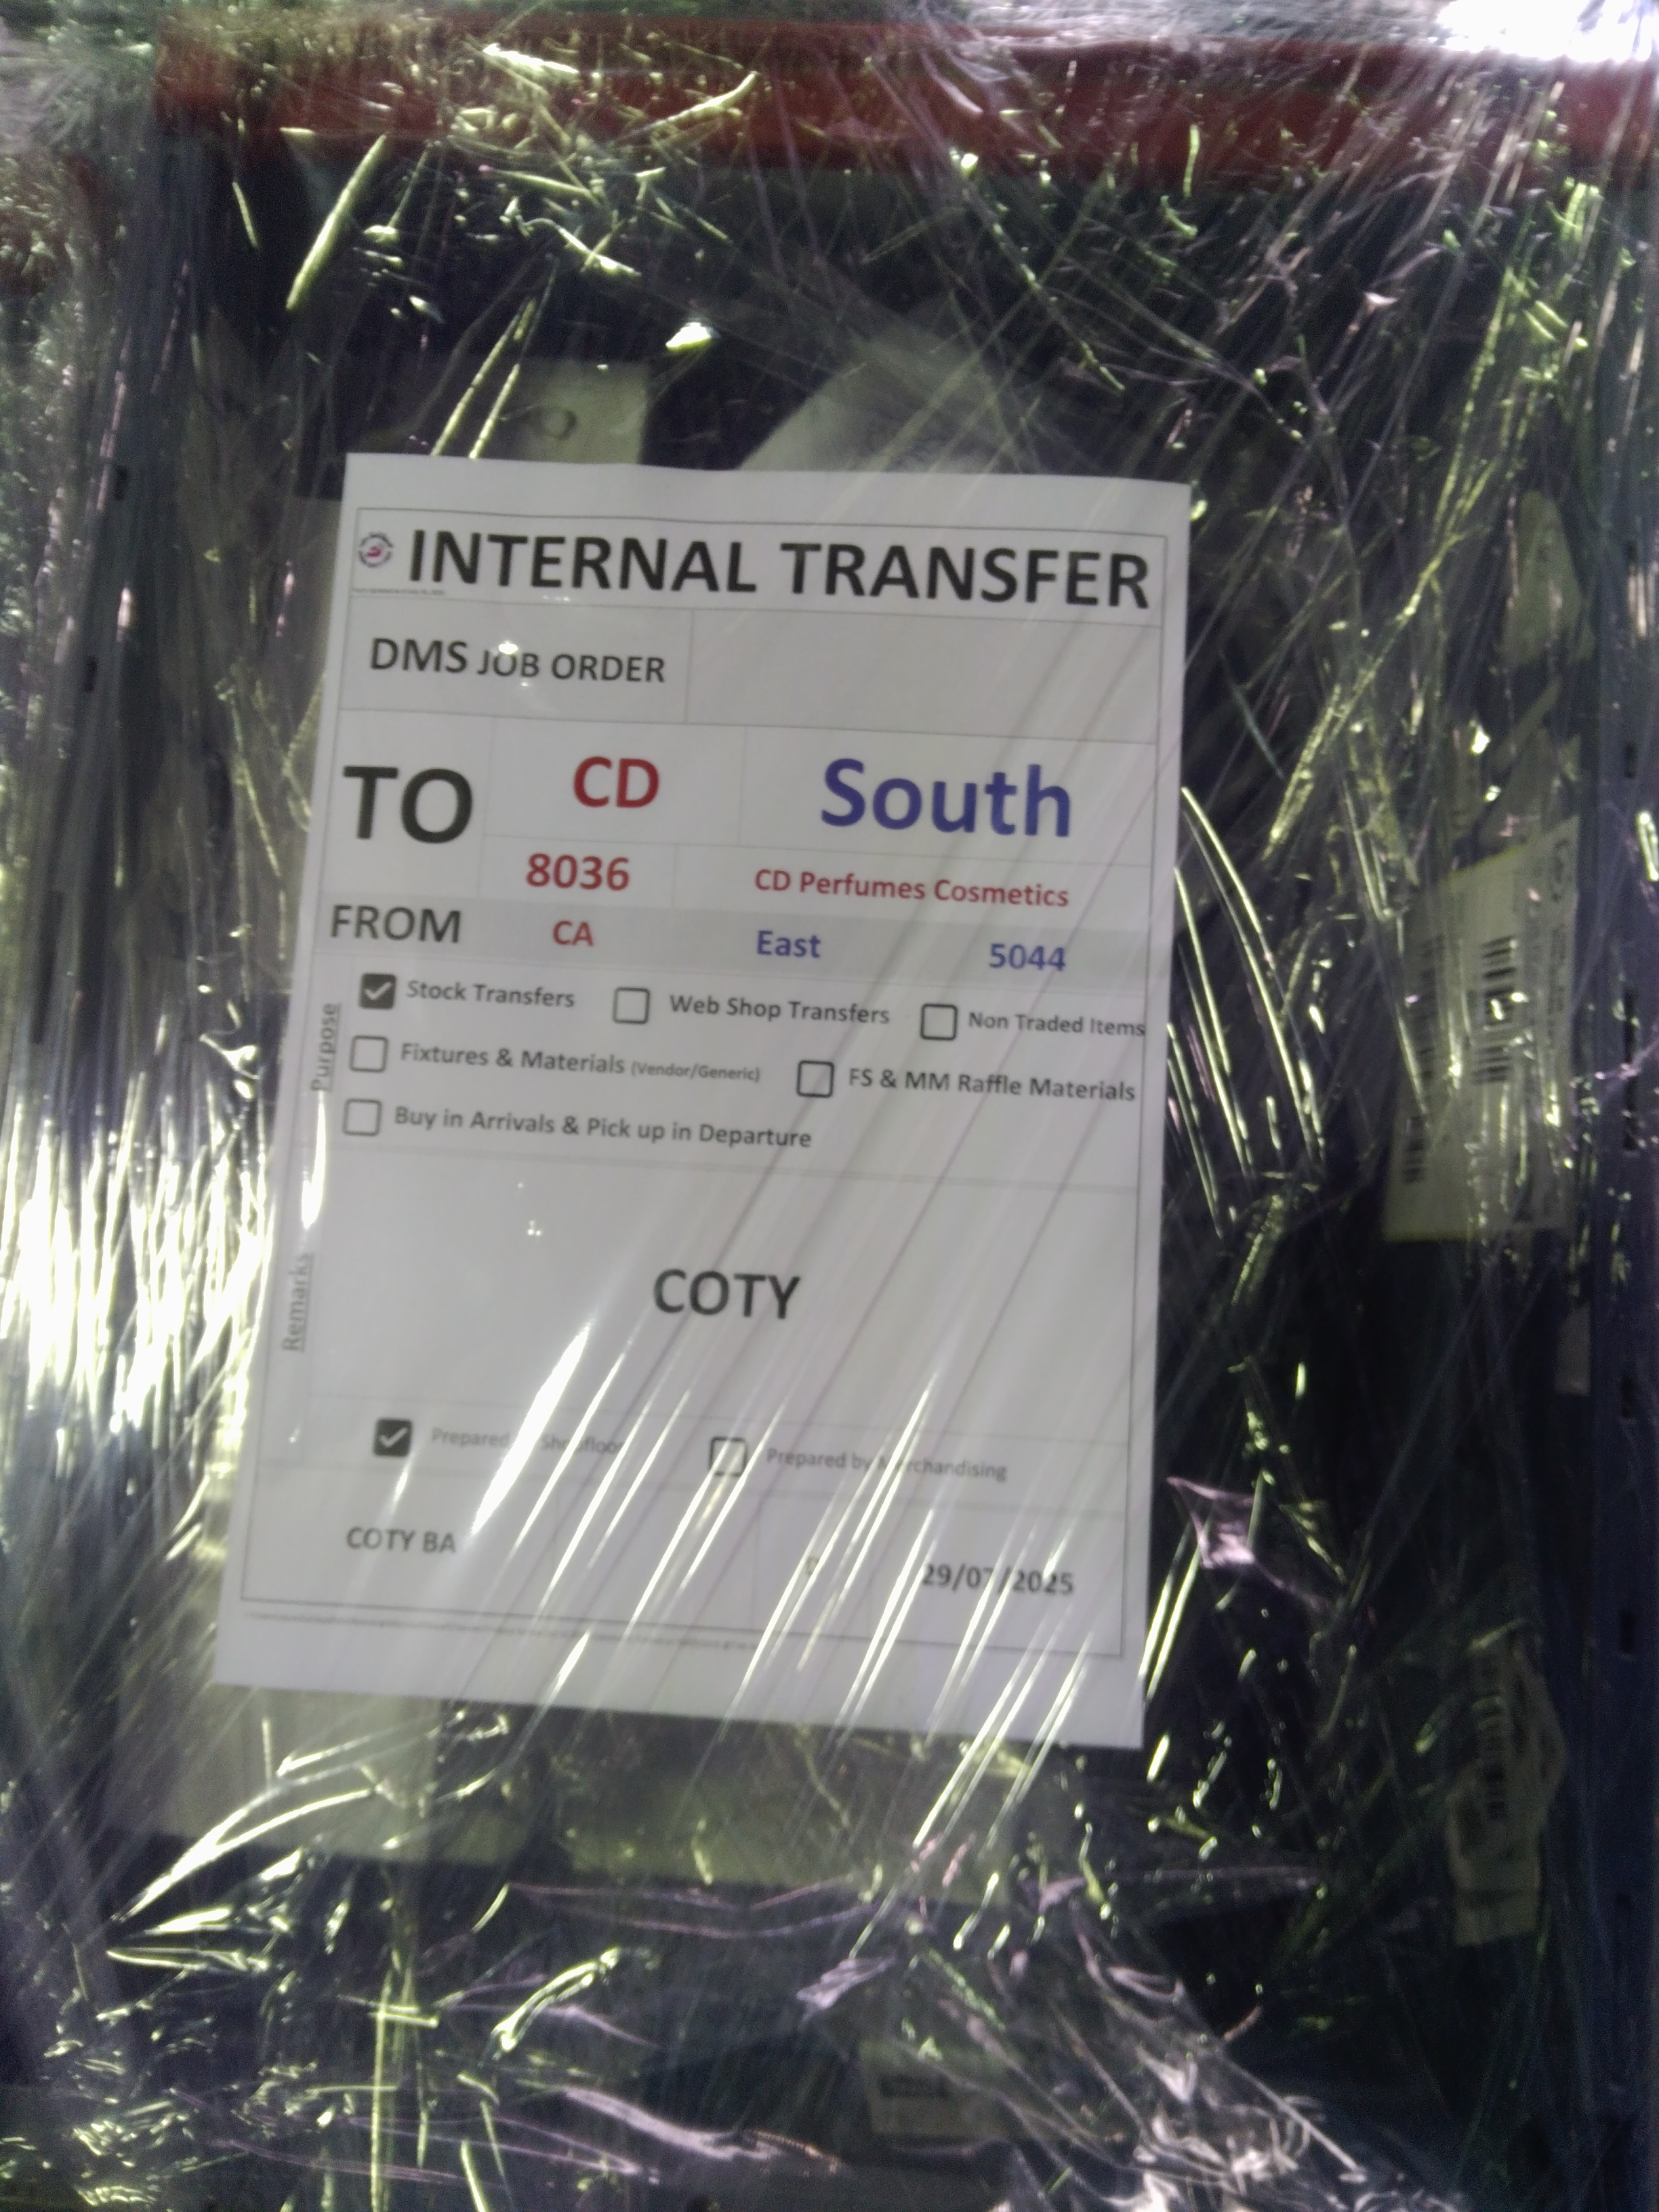 INTERNAL TRANSFER
DMS JOB ORDER
TO CD South
8036 CD Perfumes Cosmetics
FROM CA East 5044
Purpose
Stock Transfers Web Shop Transfers Non Traded Items
Fixtures & Materials (Vendor/Generic) FS & MM Raffle Materials
Buy in Arrivals & Pick up in Departure
Remarks
COTY
Prepared Shopfloor Prepared by Merchandising
COTY BA 29/07/2025